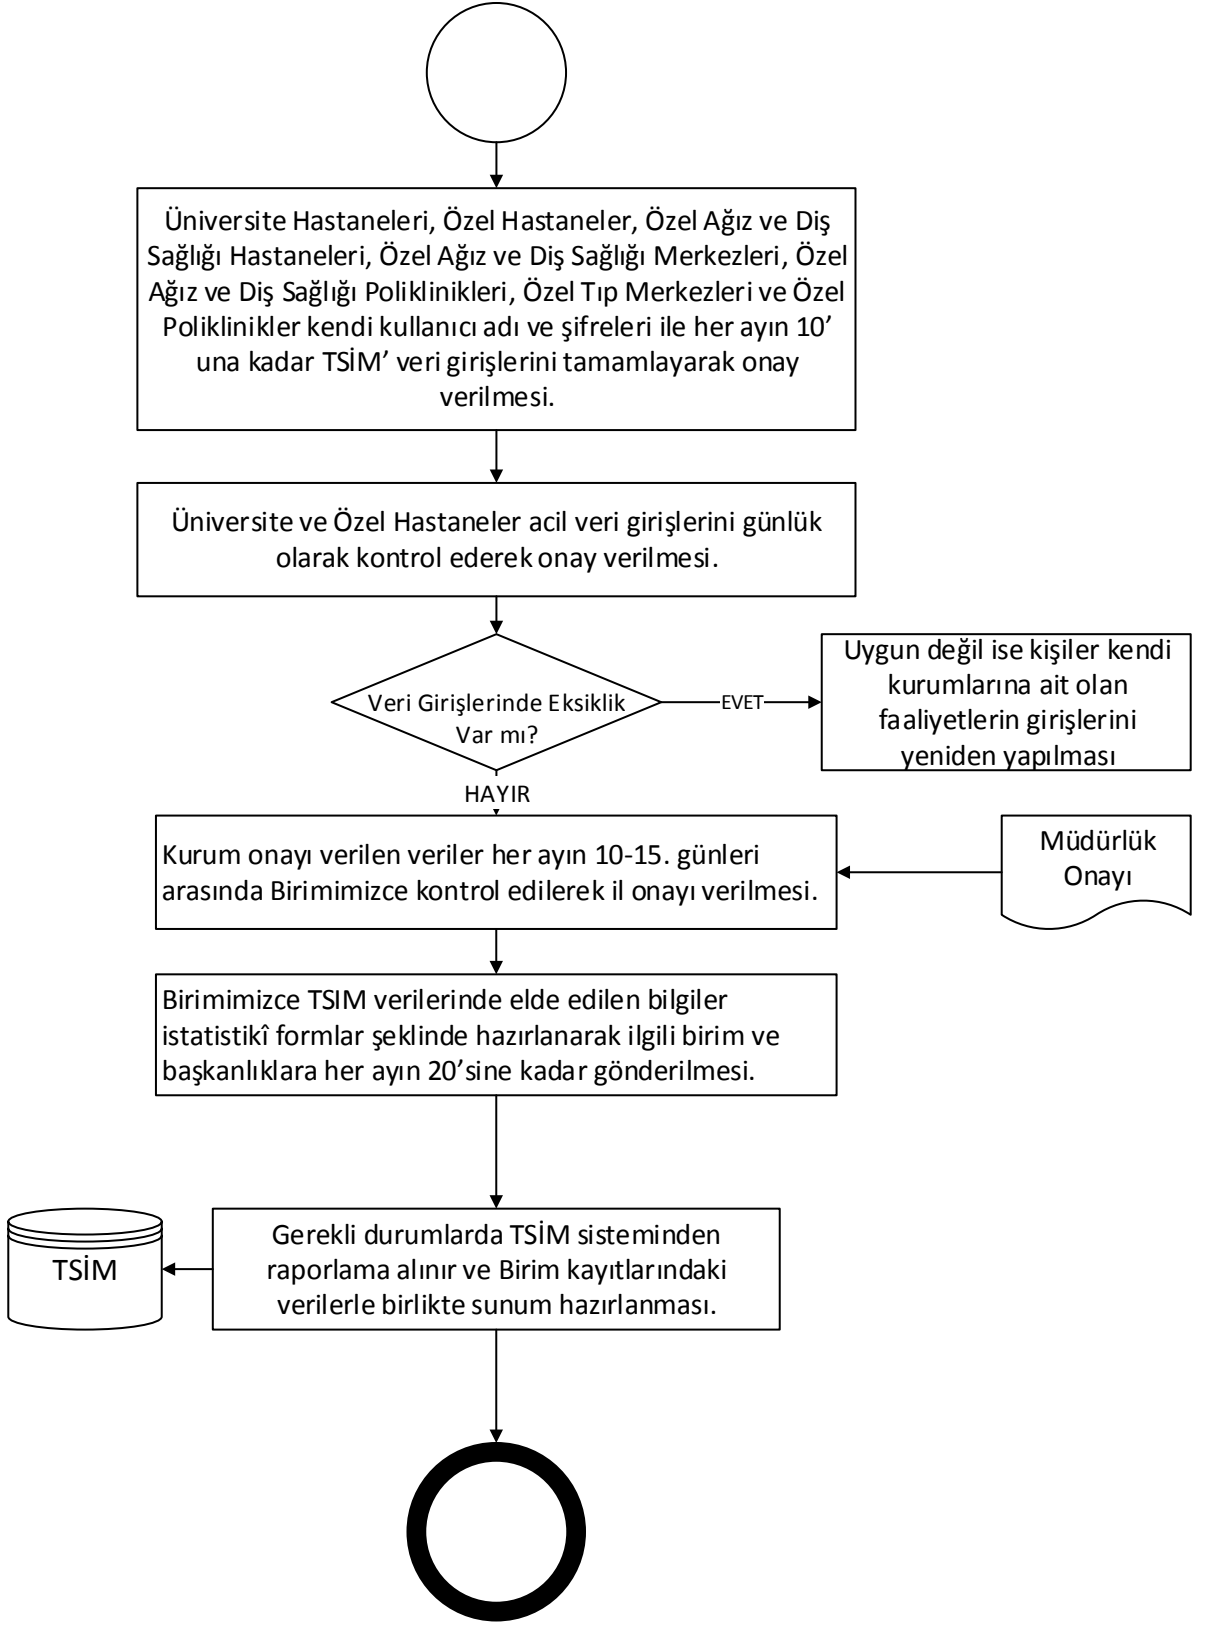 Üniversite Hastaneleri, Özel Hastaneler, Özel Ağız ve Diş
Sağlığı Hastaneleri, Özel Ağız ve Diş Sağlığı Merkezleri, Özel
Ağız ve Diş Sağlığı Poliklinikleri, Özel Tıp Merkezleri ve Özel
Poliklinikler kendi kullanıcı adı ve şifreleri ile her ayın 10’
una kadar TSİM’ veri girişlerini tamamlayarak onay
verilmesi.
Üniversite ve Özel Hastaneler acil veri girişlerini günlük
olarak kontrol ederek onay verilmesi.
Veri Girişlerinde Eksiklik
Var mı?
EVET
Uygun değil ise kişiler kendi
kurumlarına ait olan
faaliyetlerin girişlerini
yeniden yapılması
HAYIR
Kurum onayı verilen veriler her ayın 10-15. günleri
arasında Birimimizce kontrol edilerek il onayı verilmesi.
Müdürlük
Onayı
Birimimizce TSIM verilerinde elde edilen bilgiler
istatistikî formlar şeklinde hazırlanarak ilgili birim ve
başkanlıklara her ayın 20’sine kadar gönderilmesi.
TSİM
Gerekli durumlarda TSİM sisteminden
raporlama alınır ve Birim kayıtlarındaki
verilerle birlikte sunum hazırlanması.